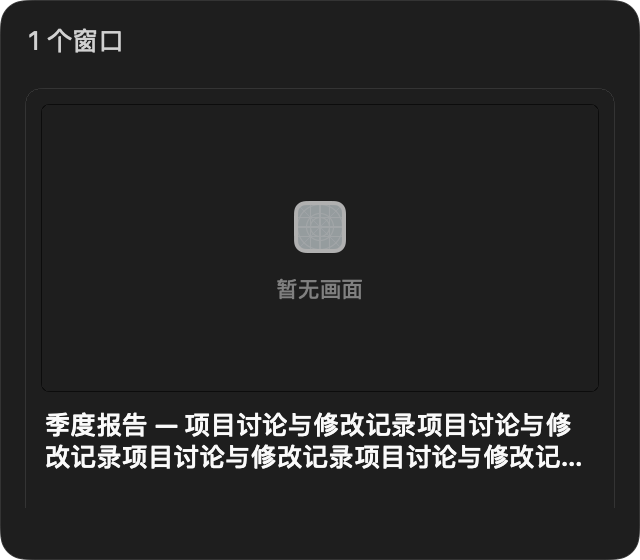 1 个窗口
暂无画面
季度报告 — 项目讨论与修改记录项目讨论与修
改记录项目讨论与修改记录项目讨论与修改记...